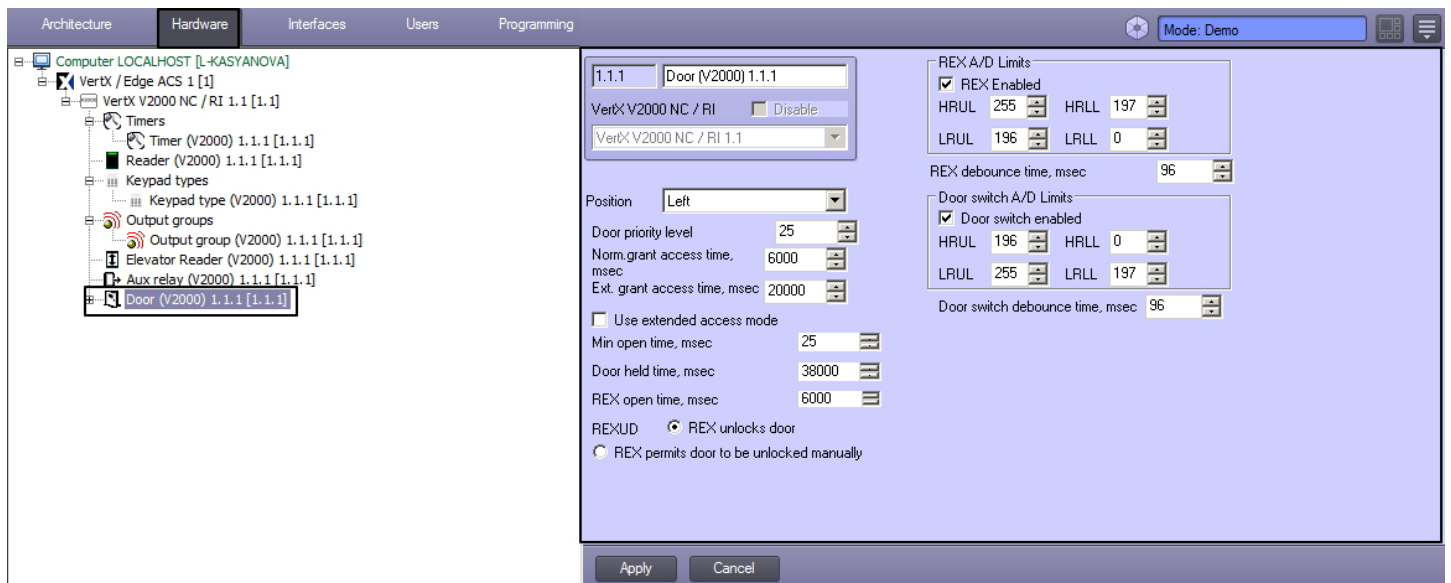 Architecture Hardware Interfaces Users Programming Mode: Demo
Computer LOCALHOST [L-KASYANOVA]
VertX / Edge ACS 1 [1]
VertX V2000 NC / RI 1.1 [1.1]
Timers
Timer (V2000) 1.1.1 [1.1.1]
Reader (V2000) 1.1.1 [1.1.1]
Keypad types
Keypad type (V2000) 1.1.1 [1.1.1]
Output groups
Output group (V2000) 1.1.1 [1.1.1]
Elevator Reader (V2000) 1.1.1 [1.1.1]
Aux relay (V2000) 1.1.1 [1.1.1]
Door (V2000) 1.1.1 [1.1.1]
1.1.1 Door (V2000) 1.1.1
VertX V2000 NC / RI Disable
VertX V2000 NC / RI 1.1
Position Left
Door priority level 25
Norm.grant access time, msec 6000
Ext. grant access time, msec 20000
Use extended access mode
Min open time, msec 25
Door held time, msec 38000
REX open time, msec 6000
REXUD REX unlocks door
REX permits door to be unlocked manually
REX A/D Limits
REX Enabled
HRUL 255 HRLL 197
LRUL 196 LRLL 0
REX debounce time, msec 96
Door switch A/D Limits
Door switch enabled
HRUL 196 HRLL 0
LRUL 255 LRLL 197
Door switch debounce time, msec 96
Apply Cancel